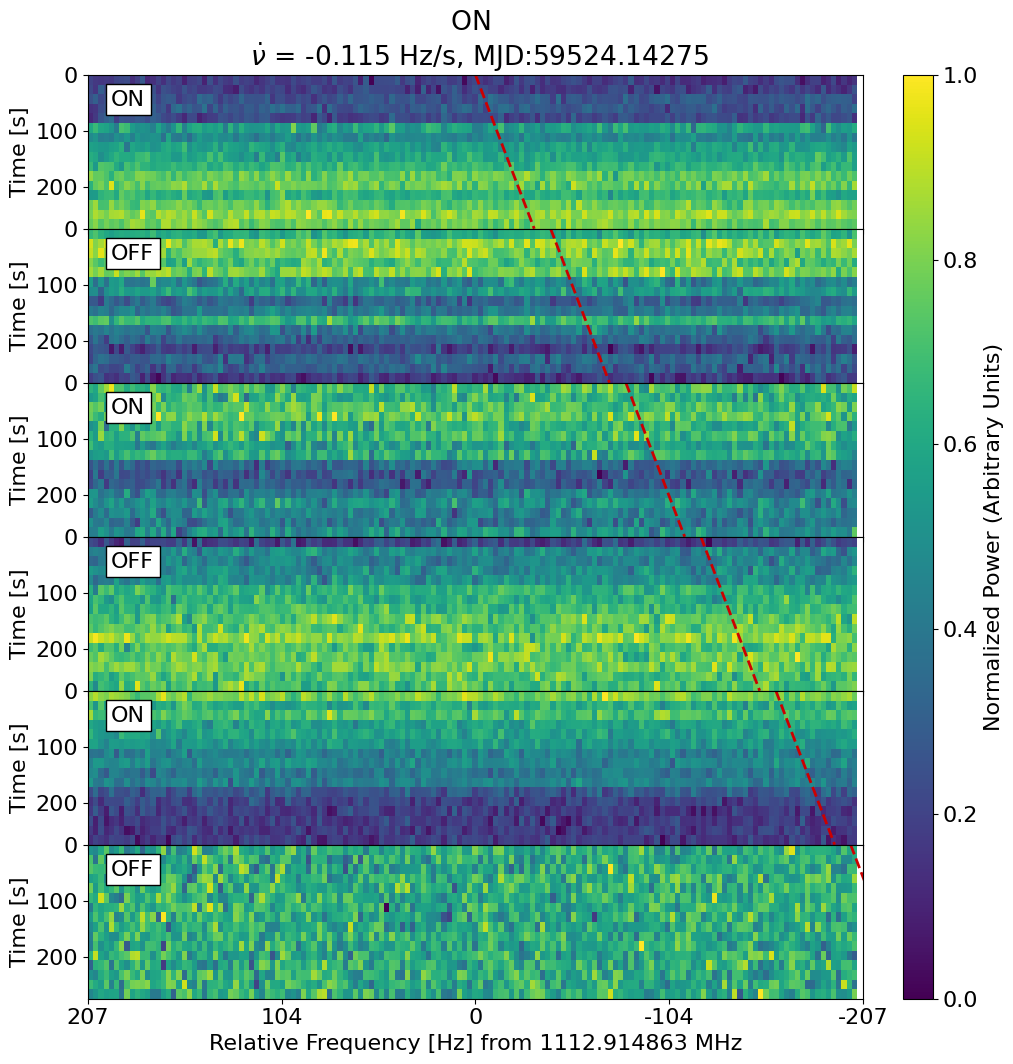 ON
ν̇ = -0.115 Hz/s, MJD:59524.14275
0
ON
100
200
Time [s]
0
OFF
100
200
Time [s]
0
ON
100
200
Time [s]
0
OFF
100
200
Time [s]
0
ON
100
200
Time [s]
0
OFF
100
200
Time [s]
207 104 0 -104 -207
Relative Frequency [Hz] from 1112.914863 MHz
1.0
0.8
0.6
0.4
0.2
0.0
Normalized Power (Arbitrary Units)